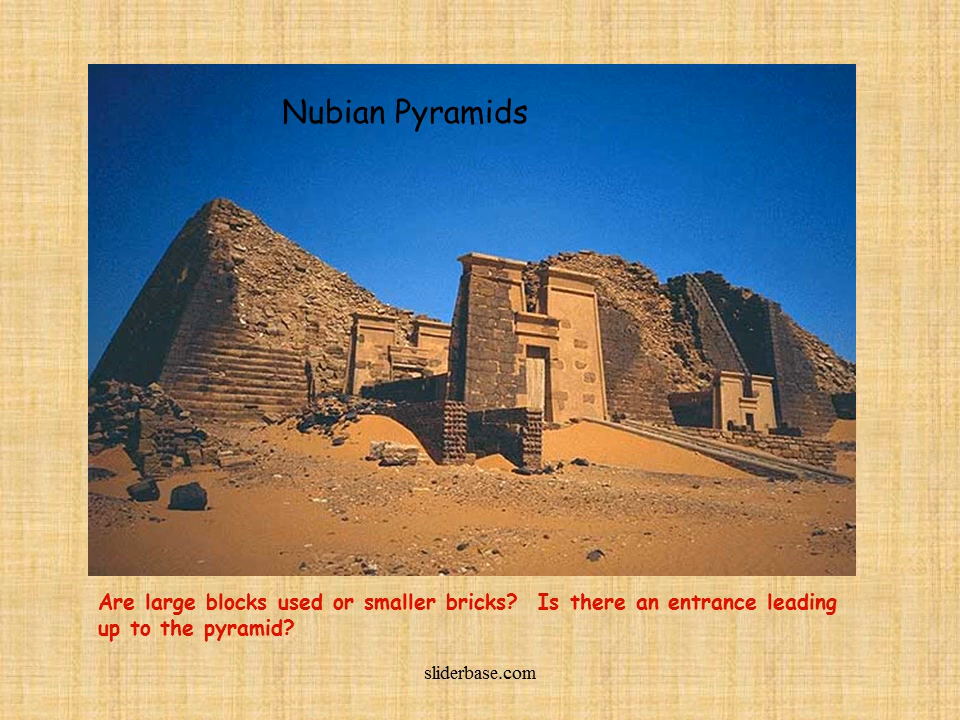 Nubian Pyramids
Are large blocks used or smaller bricks?  Is there an entrance leading
up to the pyramid?
sliderbase.com